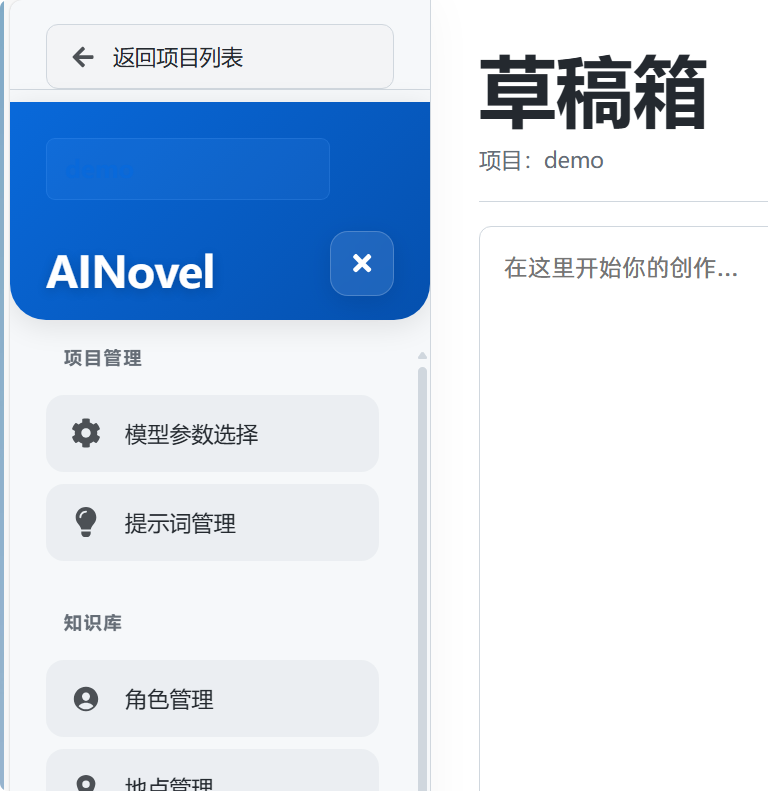 返回项目列表
demo
AINovel
项目管理
模型参数选择
提示词管理
知识库
角色管理
地点管理
草稿箱
项目：demo
在这里开始你的创作...